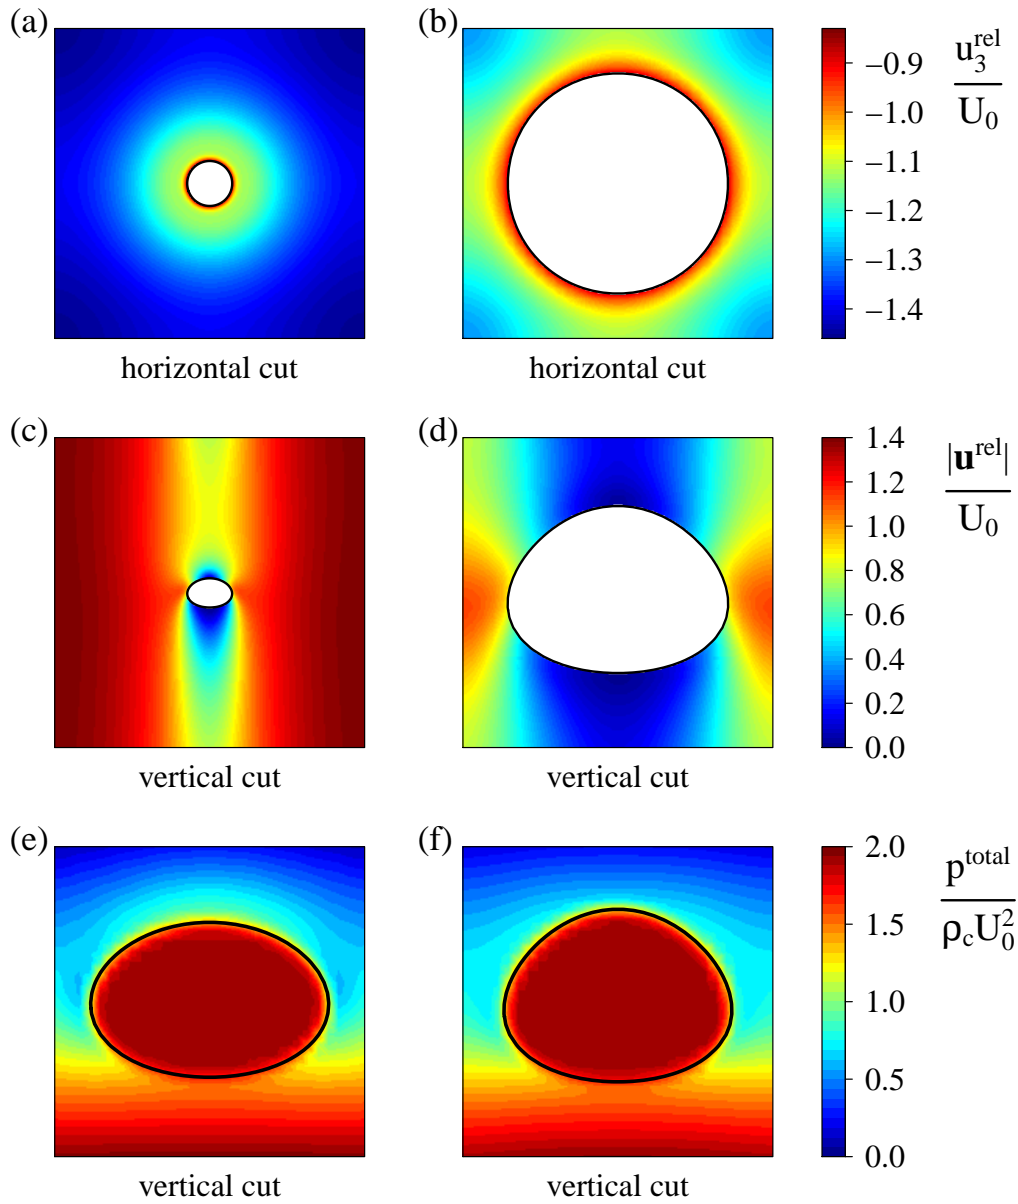 (a)
(b)
horizontal cut
horizontal cut
−0.9
−1.0
−1.1
−1.2
−1.3
−1.4
u₃ʳᵉˡ
U₀
(c)
(d)
vertical cut
vertical cut
1.4
1.2
1.0
0.8
0.6
0.4
0.2
0.0
|uʳᵉˡ|
U₀
(e)
(f)
vertical cut
vertical cut
2.0
1.5
1.0
0.5
0.0
pᵗᵒᵗᵃˡ
ρ_c U₀²